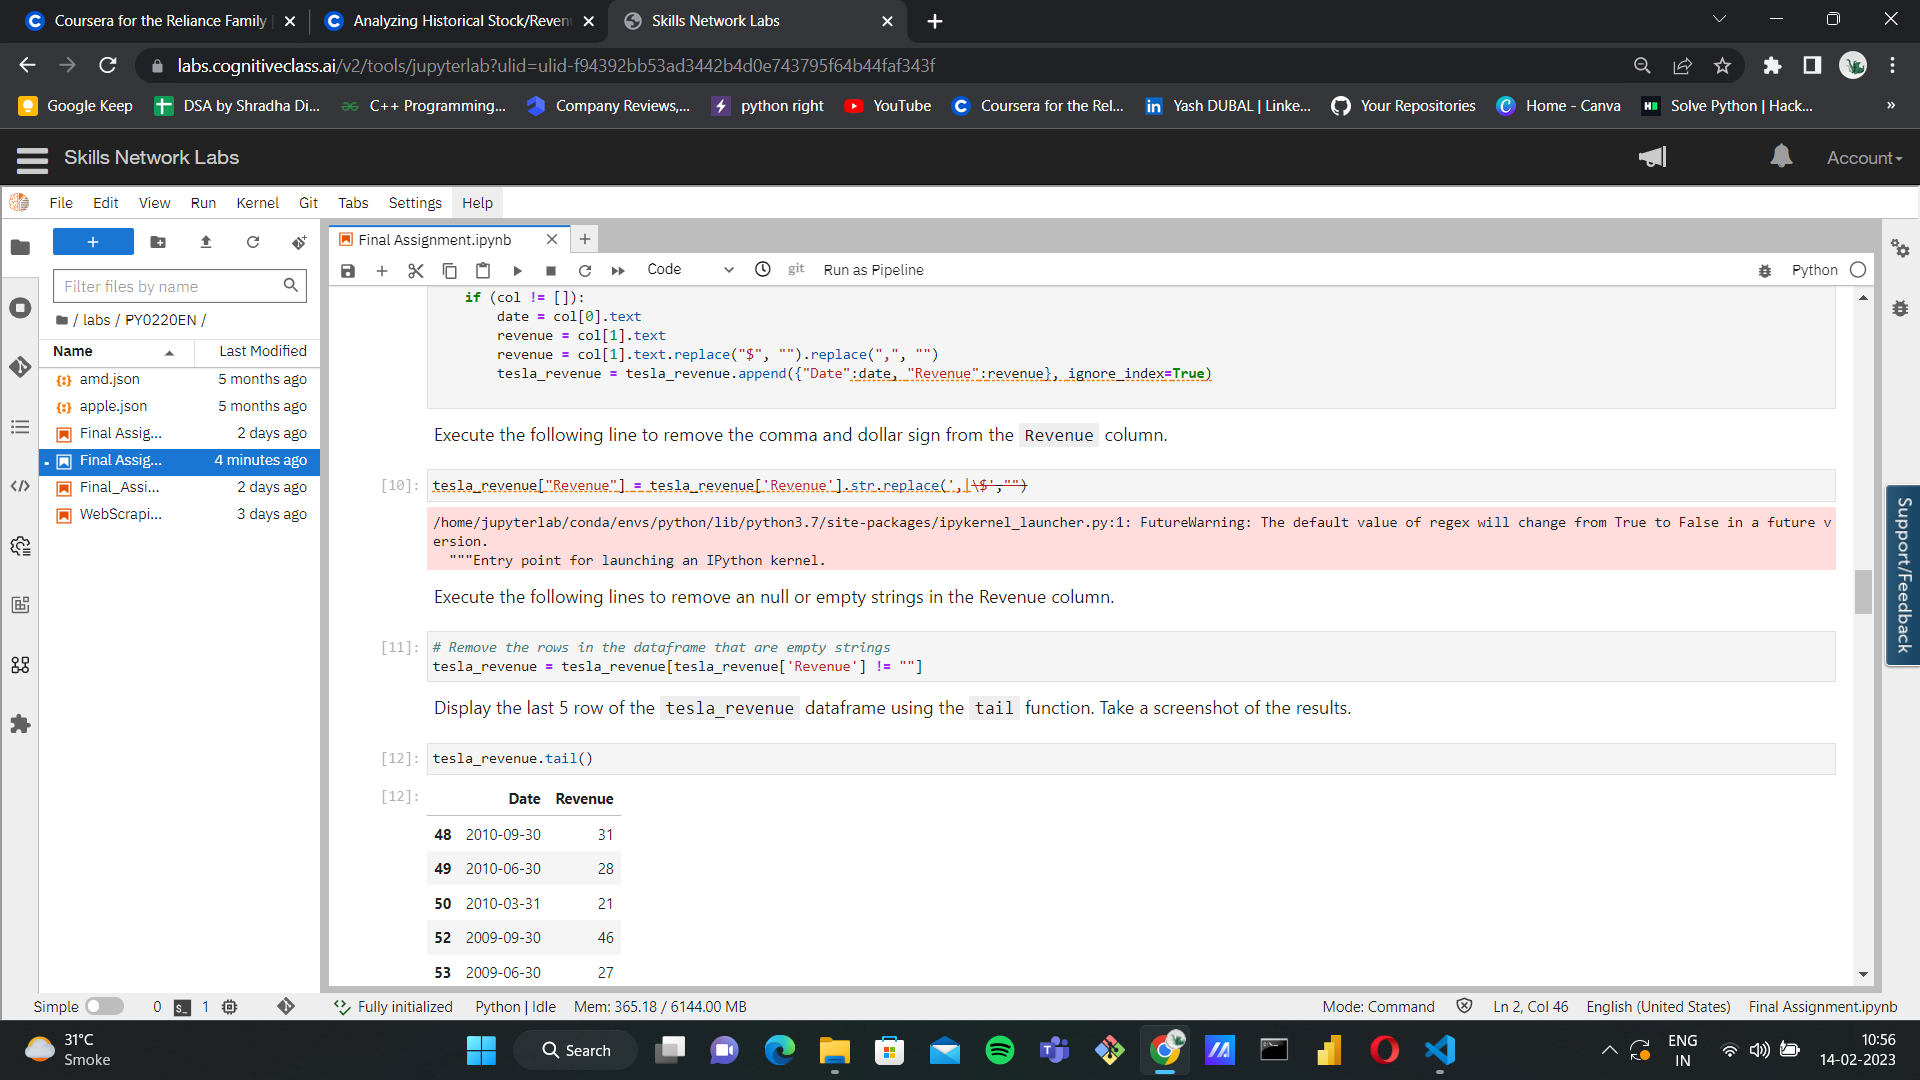 Coursera for the Reliance Family
Analyzing Historical Stock/Reven
Skills Network Labs
labs.cognitiveclass.ai/v2/tools/jupyterlab?ulid=ulid-f94392bb53ad3442b4d0e743795f64b44faf343f
Google Keep
DSA by Shradha Di...
C++ Programming...
Company Reviews,...
python right
YouTube
Coursera for the Rel...
Yash DUBAL | Linke...
Your Repositories
Home - Canva
Solve Python | Hack...
»
Skills Network Labs
Account
File Edit View Run Kernel Git Tabs Settings Help
Final Assignment.ipynb
Code
git
Run as Pipeline
Python
Filter files by name
/ labs / PY0220EN /
Name Last Modified
amd.json 5 months ago
apple.json 5 months ago
Final Assig... 2 days ago
Final Assig... 4 minutes ago
Final_Assi... 2 days ago
WebScrapi... 3 days ago
if (col != []):
date = col[0].text
revenue = col[1].text
revenue = col[1].text.replace("$", "").replace(",", "")
tesla_revenue = tesla_revenue.append({"Date":date, "Revenue":revenue}, ignore_index=True)
Execute the following line to remove the comma and dollar sign from the Revenue column.
[10]: tesla_revenue["Revenue"] = tesla_revenue['Revenue'].str.replace(',|\$',"")
/home/jupyterlab/conda/envs/python/lib/python3.7/site-packages/ipykernel_launcher.py:1: FutureWarning: The default value of regex will change from True to False in a future v
ersion.
"""Entry point for launching an IPython kernel.
Execute the following lines to remove an null or empty strings in the Revenue column.
[11]: # Remove the rows in the dataframe that are empty strings
tesla_revenue = tesla_revenue[tesla_revenue['Revenue'] != ""]
Display the last 5 row of the tesla_revenue dataframe using the tail function. Take a screenshot of the results.
[12]: tesla_revenue.tail()
[12]: Date Revenue
48 2010-09-30 31
49 2010-06-30 28
50 2010-03-31 21
52 2009-09-30 46
53 2009-06-30 27
Support/Feedback
Simple 0 1 Fully initialized Python | Idle Mem: 365.18 / 6144.00 MB Mode: Command Ln 2, Col 46 English (United States) Final Assignment.ipynb
31°C
Smoke
Search
ENG
IN
10:56
14-02-2023